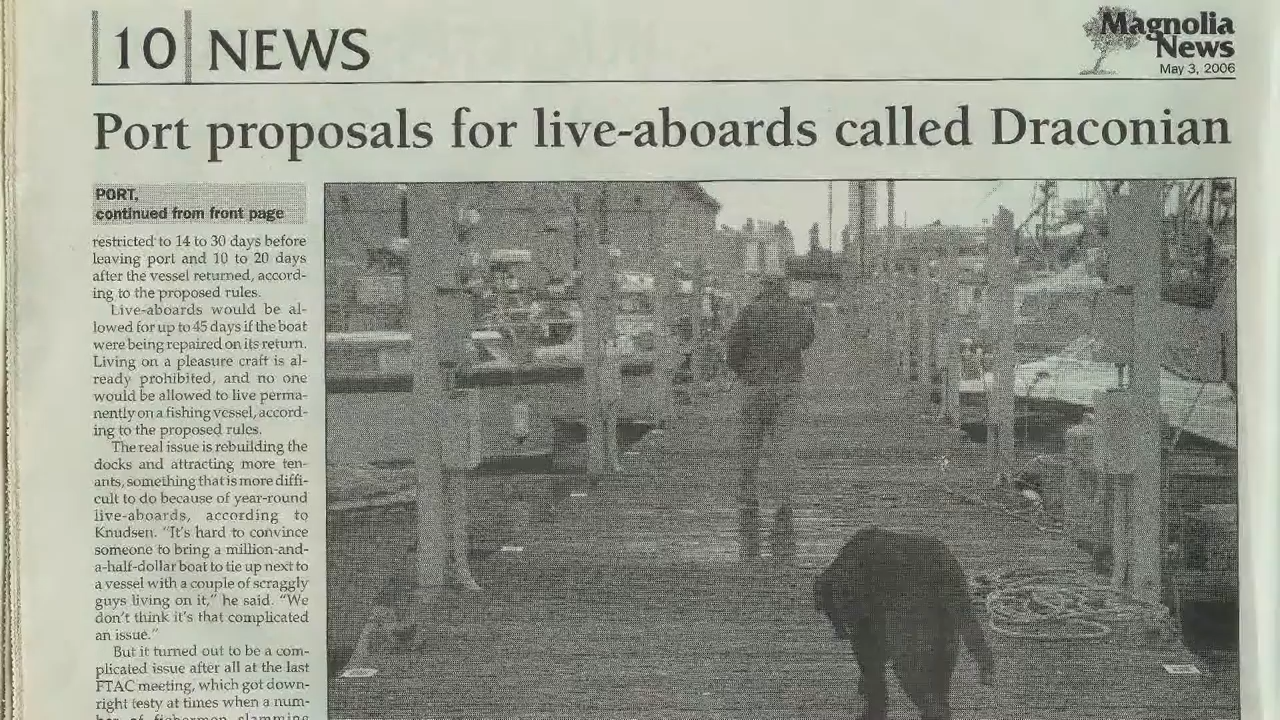 10 NEWS
Magnolia
News
May 3, 2006
Port proposals for live-aboards called Draconian
PORT,
continued from front page
restricted to 14 to 30 days before
leaving port and 10 to 20 days
after the vessel returned, accord-
ing to the proposed rules.
Live-aboards would be al-
lowed for up to 45 days if the boat
were being repaired on its return.
Living on a pleasure craft is al-
ready prohibited, and no one
would be allowed to live perma-
nently on a fishing vessel, accord-
ing to the proposed rules.
The real issue is rebuilding the
docks and attracting more ten-
ants, something that is more diffi-
cult to do because of year-round
live-aboards, according to
Knudsen. "It's hard to convince
someone to bring a million-and-
a-half-dollar boat to tie up next to
a vessel with a couple of scraggly
guys living on it," he said. "We
don't think it's that complicated
an issue."
But it turned out to be a com-
plicated issue after all at the last
FTAC meeting, which got down-
right testy at times when a num-
ber of fishermen slamming